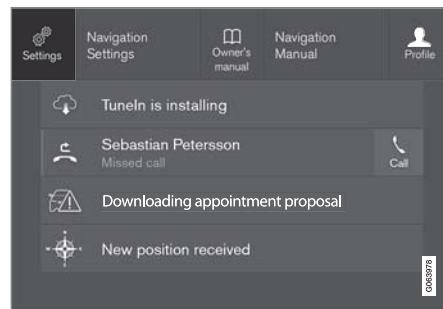 Settings
Navigation
Settings
Owner's
manual
Navigation
Manual
Profile
TuneIn is installing
Sebastian Petersson
Missed call
Call
Downloading appointment proposal
New position received
G063978